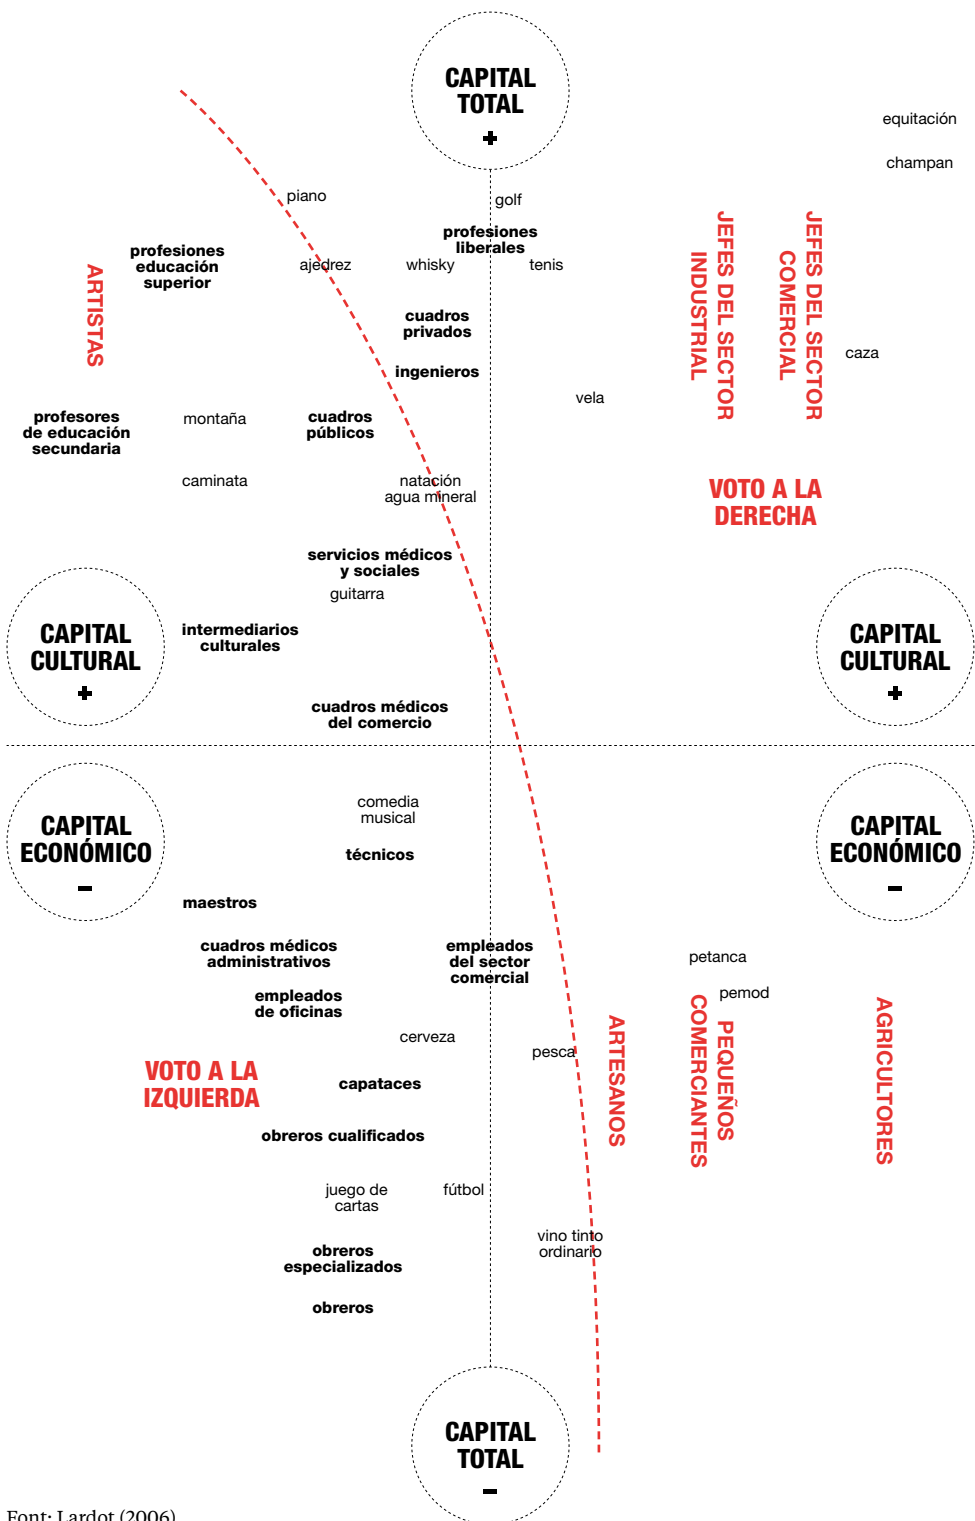 CAPITAL
TOTAL
+
equitación
champan
piano
golf
profesiones
liberales
profesiones
educación
superior
ajedrez
whisky
tenis
ARTISTAS
JEFES DEL SECTOR
INDUSTRIAL
JEFES DEL SECTOR
COMERCIAL
cuadros
privados
caza
ingenieros
vela
profesores
de educación
secundaria
montaña
cuadros
públicos
caminata
natación
agua mineral
VOTO A LA
DERECHA
servicios médicos
y sociales
guitarra
CAPITAL
CULTURAL
+
intermediarios
culturales
CAPITAL
CULTURAL
+
cuadros médicos
del comercio
CAPITAL
ECONÓMICO
-
comedia
musical
técnicos
CAPITAL
ECONÓMICO
-
maestros
cuadros médicos
administrativos
empleados
del sector
comercial
petanca
pemod
empleados
de oficinas
cerveza
pesca
ARTESANOS
PEQUEÑOS
COMERCIANTES
AGRICULTORES
VOTO A LA
IZQUIERDA
capataces
obreros cualificados
juego de
cartas
fútbol
vino tinto
ordinario
obreros
especializados
obreros
CAPITAL
TOTAL
-
Font: Lardot (2006)